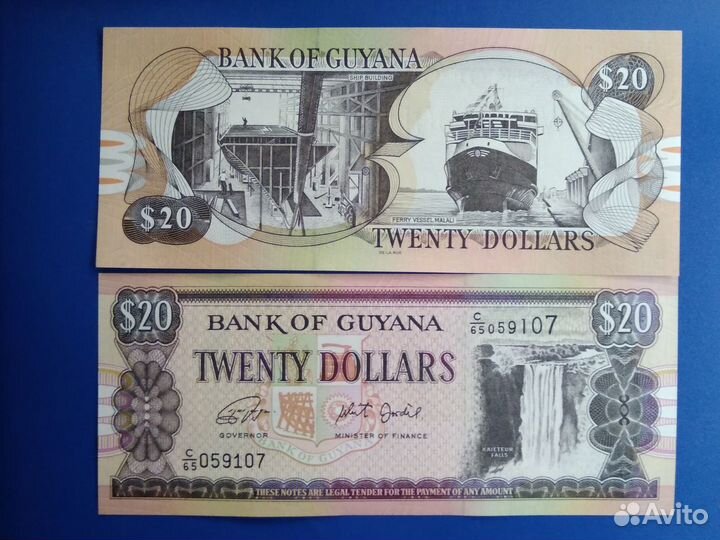 BANK OF GUYANA
SHIP BUILDING
$20
$20
FERRY VESSEL MALALI
TWENTY DOLLARS
DE LA RUE
$20
BANK OF GUYANA
C/65 059107
$20
TWENTY DOLLARS
GOVERNOR
MINISTER OF FINANCE
BANK OF GUYANA
KAIETEUR
FALLS
C/65 059107
THESE NOTES ARE LEGAL TENDER FOR THE PAYMENT OF ANY AMOUNT
Avito